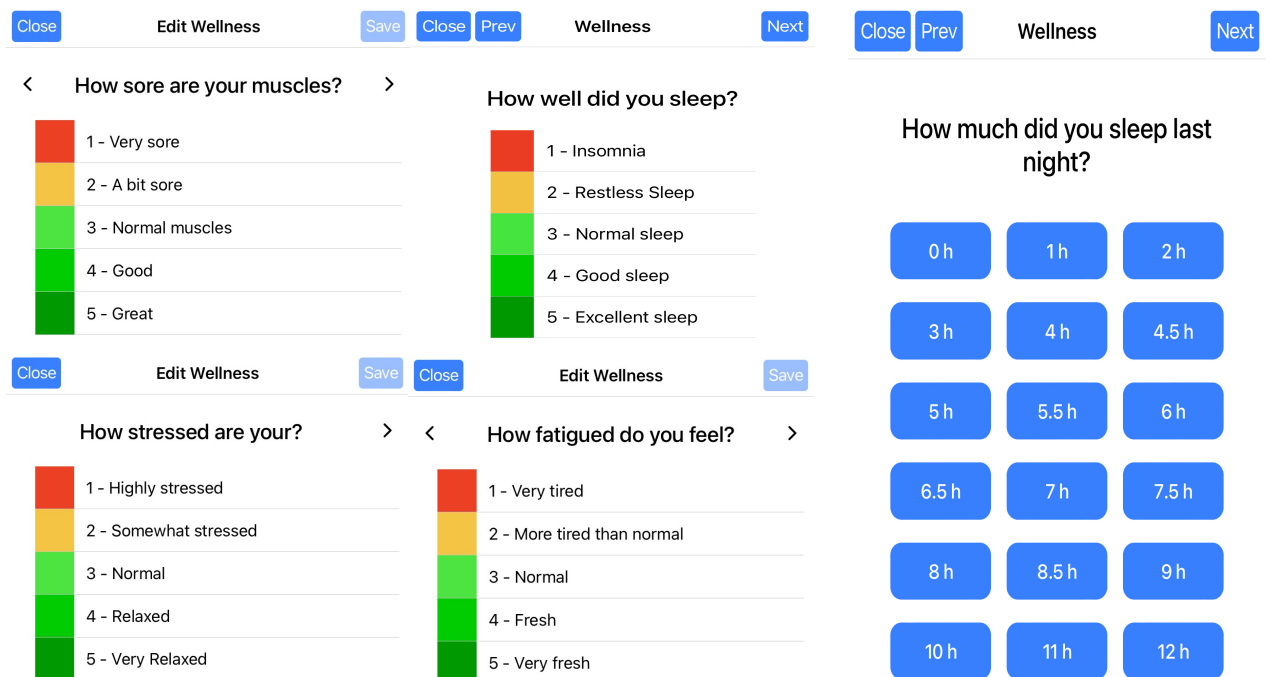 Close Edit Wellness Save
How sore are your muscles?
1 - Very sore
2 - A bit sore
3 - Normal muscles
4 - Good
5 - Great
Close Prev Wellness Next
How well did you sleep?
1 - Insomnia
2 - Restless Sleep
3 - Normal sleep
4 - Good sleep
5 - Excellent sleep
Close Edit Wellness Save
How stressed are your?
1 - Highly stressed
2 - Somewhat stressed
3 - Normal
4 - Relaxed
5 - Very Relaxed
Close Edit Wellness Save
How fatigued do you feel?
1 - Very tired
2 - More tired than normal
3 - Normal
4 - Fresh
5 - Very fresh
Close Prev Wellness Next
How much did you sleep last
night?
0 h 1 h 2 h
3 h 4 h 4.5 h
5 h 5.5 h 6 h
6.5 h 7 h 7.5 h
8 h 8.5 h 9 h
10 h 11 h 12 h